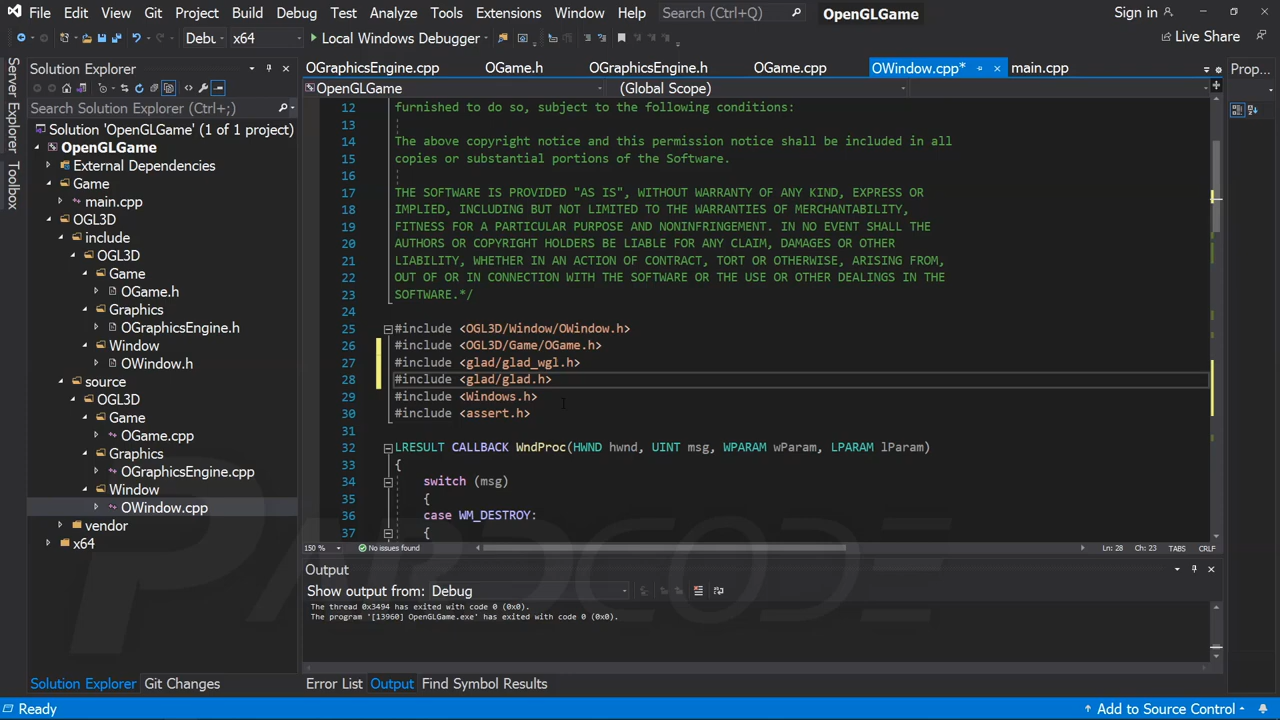 File Edit View Git Project Build Debug Test Analyze Tools Extensions Window Help Search (Ctrl+Q) OpenGLGame Sign in
Debu x64 Local Windows Debugger Live Share
Server Explorer
Toolbox
Solution Explorer
Search Solution Explorer (Ctrl+;)
Solution 'OpenGLGame' (1 of 1 project)
OpenGLGame
External Dependencies
Game
main.cpp
OGL3D
include
OGL3D
Game
OGame.h
Graphics
OGraphicsEngine.h
Window
OWindow.h
source
OGL3D
Game
OGame.cpp
Graphics
OGraphicsEngine.cpp
Window
OWindow.cpp
vendor
x64
Solution Explorer Git Changes
OGraphicsEngine.cpp OGame.h OGraphicsEngine.h OGame.cpp OWindow.cpp* main.cpp
OpenGLGame (Global Scope)
12 furnished to do so, subject to the following conditions:
13
14 The above copyright notice and this permission notice shall be included in all
15 copies or substantial portions of the Software.
16
17 THE SOFTWARE IS PROVIDED "AS IS", WITHOUT WARRANTY OF ANY KIND, EXPRESS OR
18 IMPLIED, INCLUDING BUT NOT LIMITED TO THE WARRANTIES OF MERCHANTABILITY,
19 FITNESS FOR A PARTICULAR PURPOSE AND NONINFRINGEMENT. IN NO EVENT SHALL THE
20 AUTHORS OR COPYRIGHT HOLDERS BE LIABLE FOR ANY CLAIM, DAMAGES OR OTHER
21 LIABILITY, WHETHER IN AN ACTION OF CONTRACT, TORT OR OTHERWISE, ARISING FROM,
22 OUT OF OR IN CONNECTION WITH THE SOFTWARE OR THE USE OR OTHER DEALINGS IN THE
23 SOFTWARE.*/
24
25 #include <OGL3D/Window/OWindow.h>
26 #include <OGL3D/Game/OGame.h>
27 #include <glad/glad_wgl.h>
28 #include <glad/glad.h>
29 #include <Windows.h>
30 #include <assert.h>
31
32 LRESULT CALLBACK WndProc(HWND hwnd, UINT msg, WPARAM wParam, LPARAM lParam)
33 {
34 switch (msg)
35 {
36 case WM_DESTROY:
37 {
150 % No issues found Ln: 28 Ch: 23 TABS CRLF
Output
Show output from: Debug
The thread 0x3494 has exited with code 0 (0x0).
The program '[13960] OpenGLGame.exe' has exited with code 0 (0x0).
Error List Output Find Symbol Results
Prop...
Ready Add to Source Control
PARDCODE